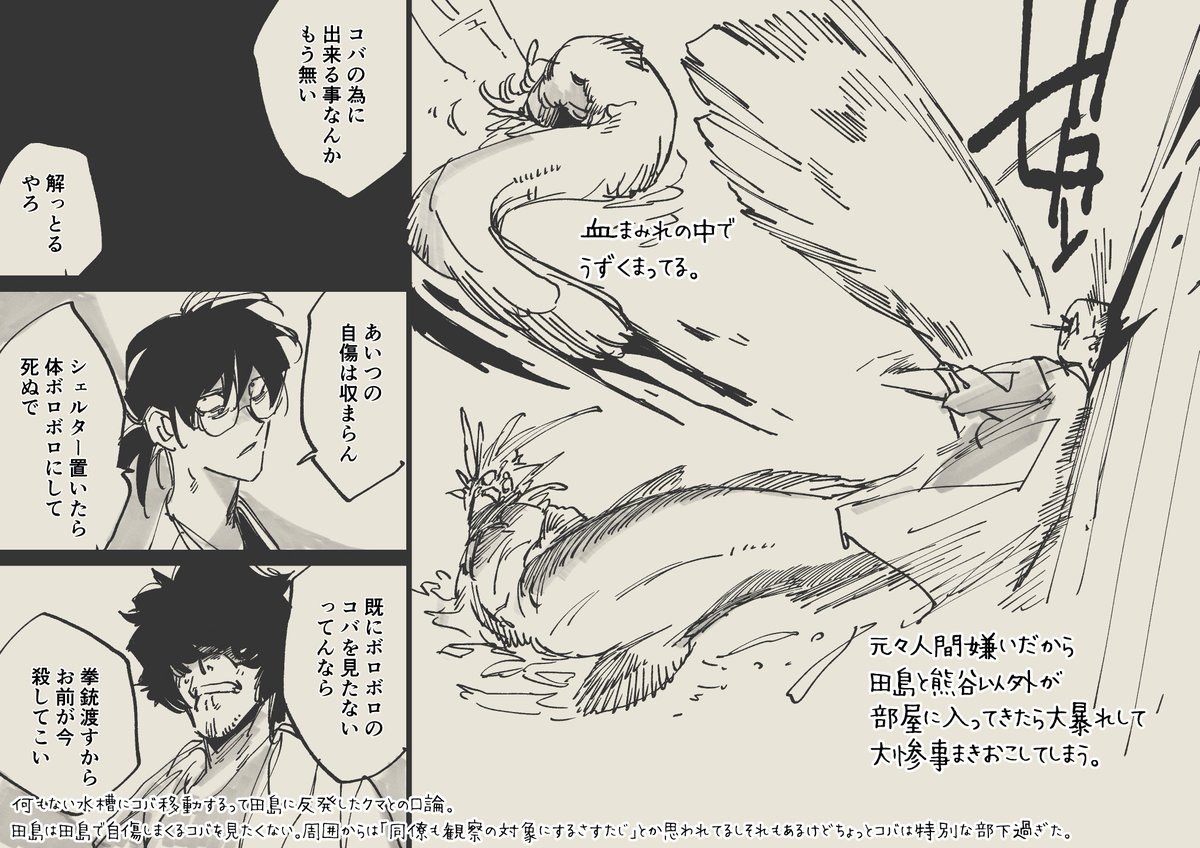 血まみれの中で
うずくまってる。
元々人間嫌いだから
田島と熊谷以外が
部屋に入ってきたら大暴れして
大惨事まきおこしてしまう。
コバの為に
出来る事なんか
もう無い
解っとる
やろ
あいつの
自傷は収まらん
シェルター置いたら
体ボロボロにして
死ぬで
既にボロボロの
コバを見たない
ってんなら
拳銃渡すから
お前が今
殺してこい
何もない水槽にコバ移動するって田島に反発したクマとの口論。
田島は田島で自傷しまくるコバを見たくない。周囲からは「同僚も観察の対象にするさすたじ」とか思われてるしそれもあるけどちょっとコバは特別な部下過ぎた。